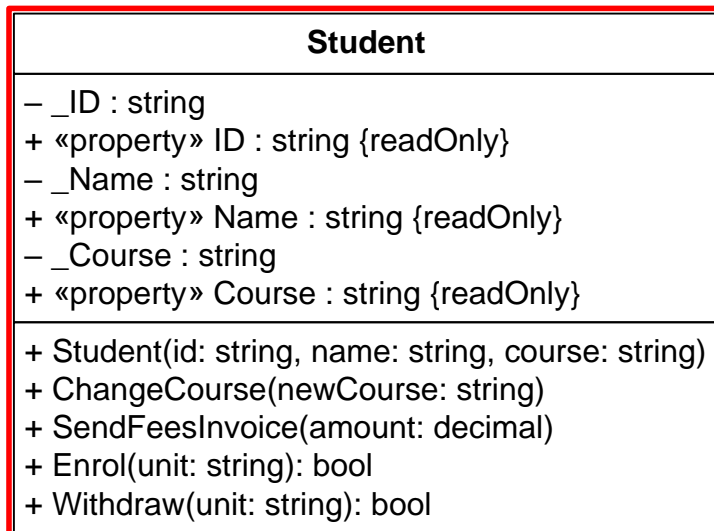 Student
– _ID : string
+ «property» ID : string {readOnly}
– _Name : string
+ «property» Name : string {readOnly}
– _Course : string
+ «property» Course : string {readOnly}
+ Student(id: string, name: string, course: string)
+ ChangeCourse(newCourse: string)
+ SendFeesInvoice(amount: decimal)
+ Enrol(unit: string): bool
+ Withdraw(unit: string): bool